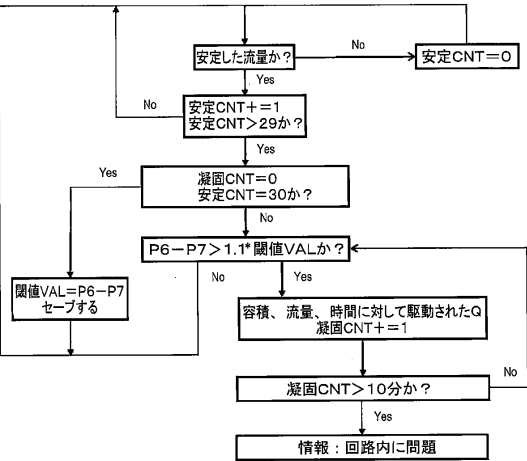 安定した流量か?
No
安定CNT=0
Yes
No
安定CNT+=1
安定CNT>29か?
Yes
Yes
凝固CNT=0
安定CNT=30か?
No
P6-P7>1.1*閾値VALか?
閾値VAL=P6-P7
セーブする
No
Yes
容積、流量、時間に対して駆動されたQ
凝固CNT+=1
凝固CNT>10分か?
No
Yes
情報:回路内に問題